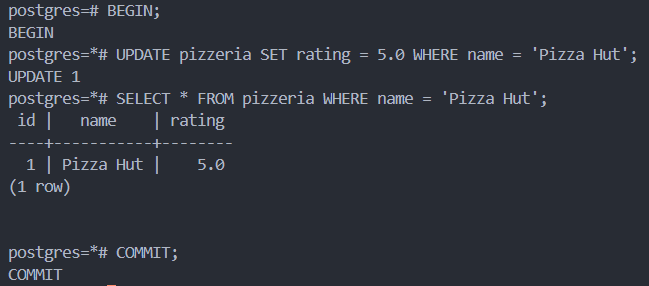 postgres=# BEGIN;
BEGIN
postgres=*# UPDATE pizzeria SET rating = 5.0 WHERE name = 'Pizza Hut';
UPDATE 1
postgres=*# SELECT * FROM pizzeria WHERE name = 'Pizza Hut';
 id |   name    | rating
----+-----------+--------
  1 | Pizza Hut |    5.0
(1 row)
postgres=*# COMMIT;
COMMIT